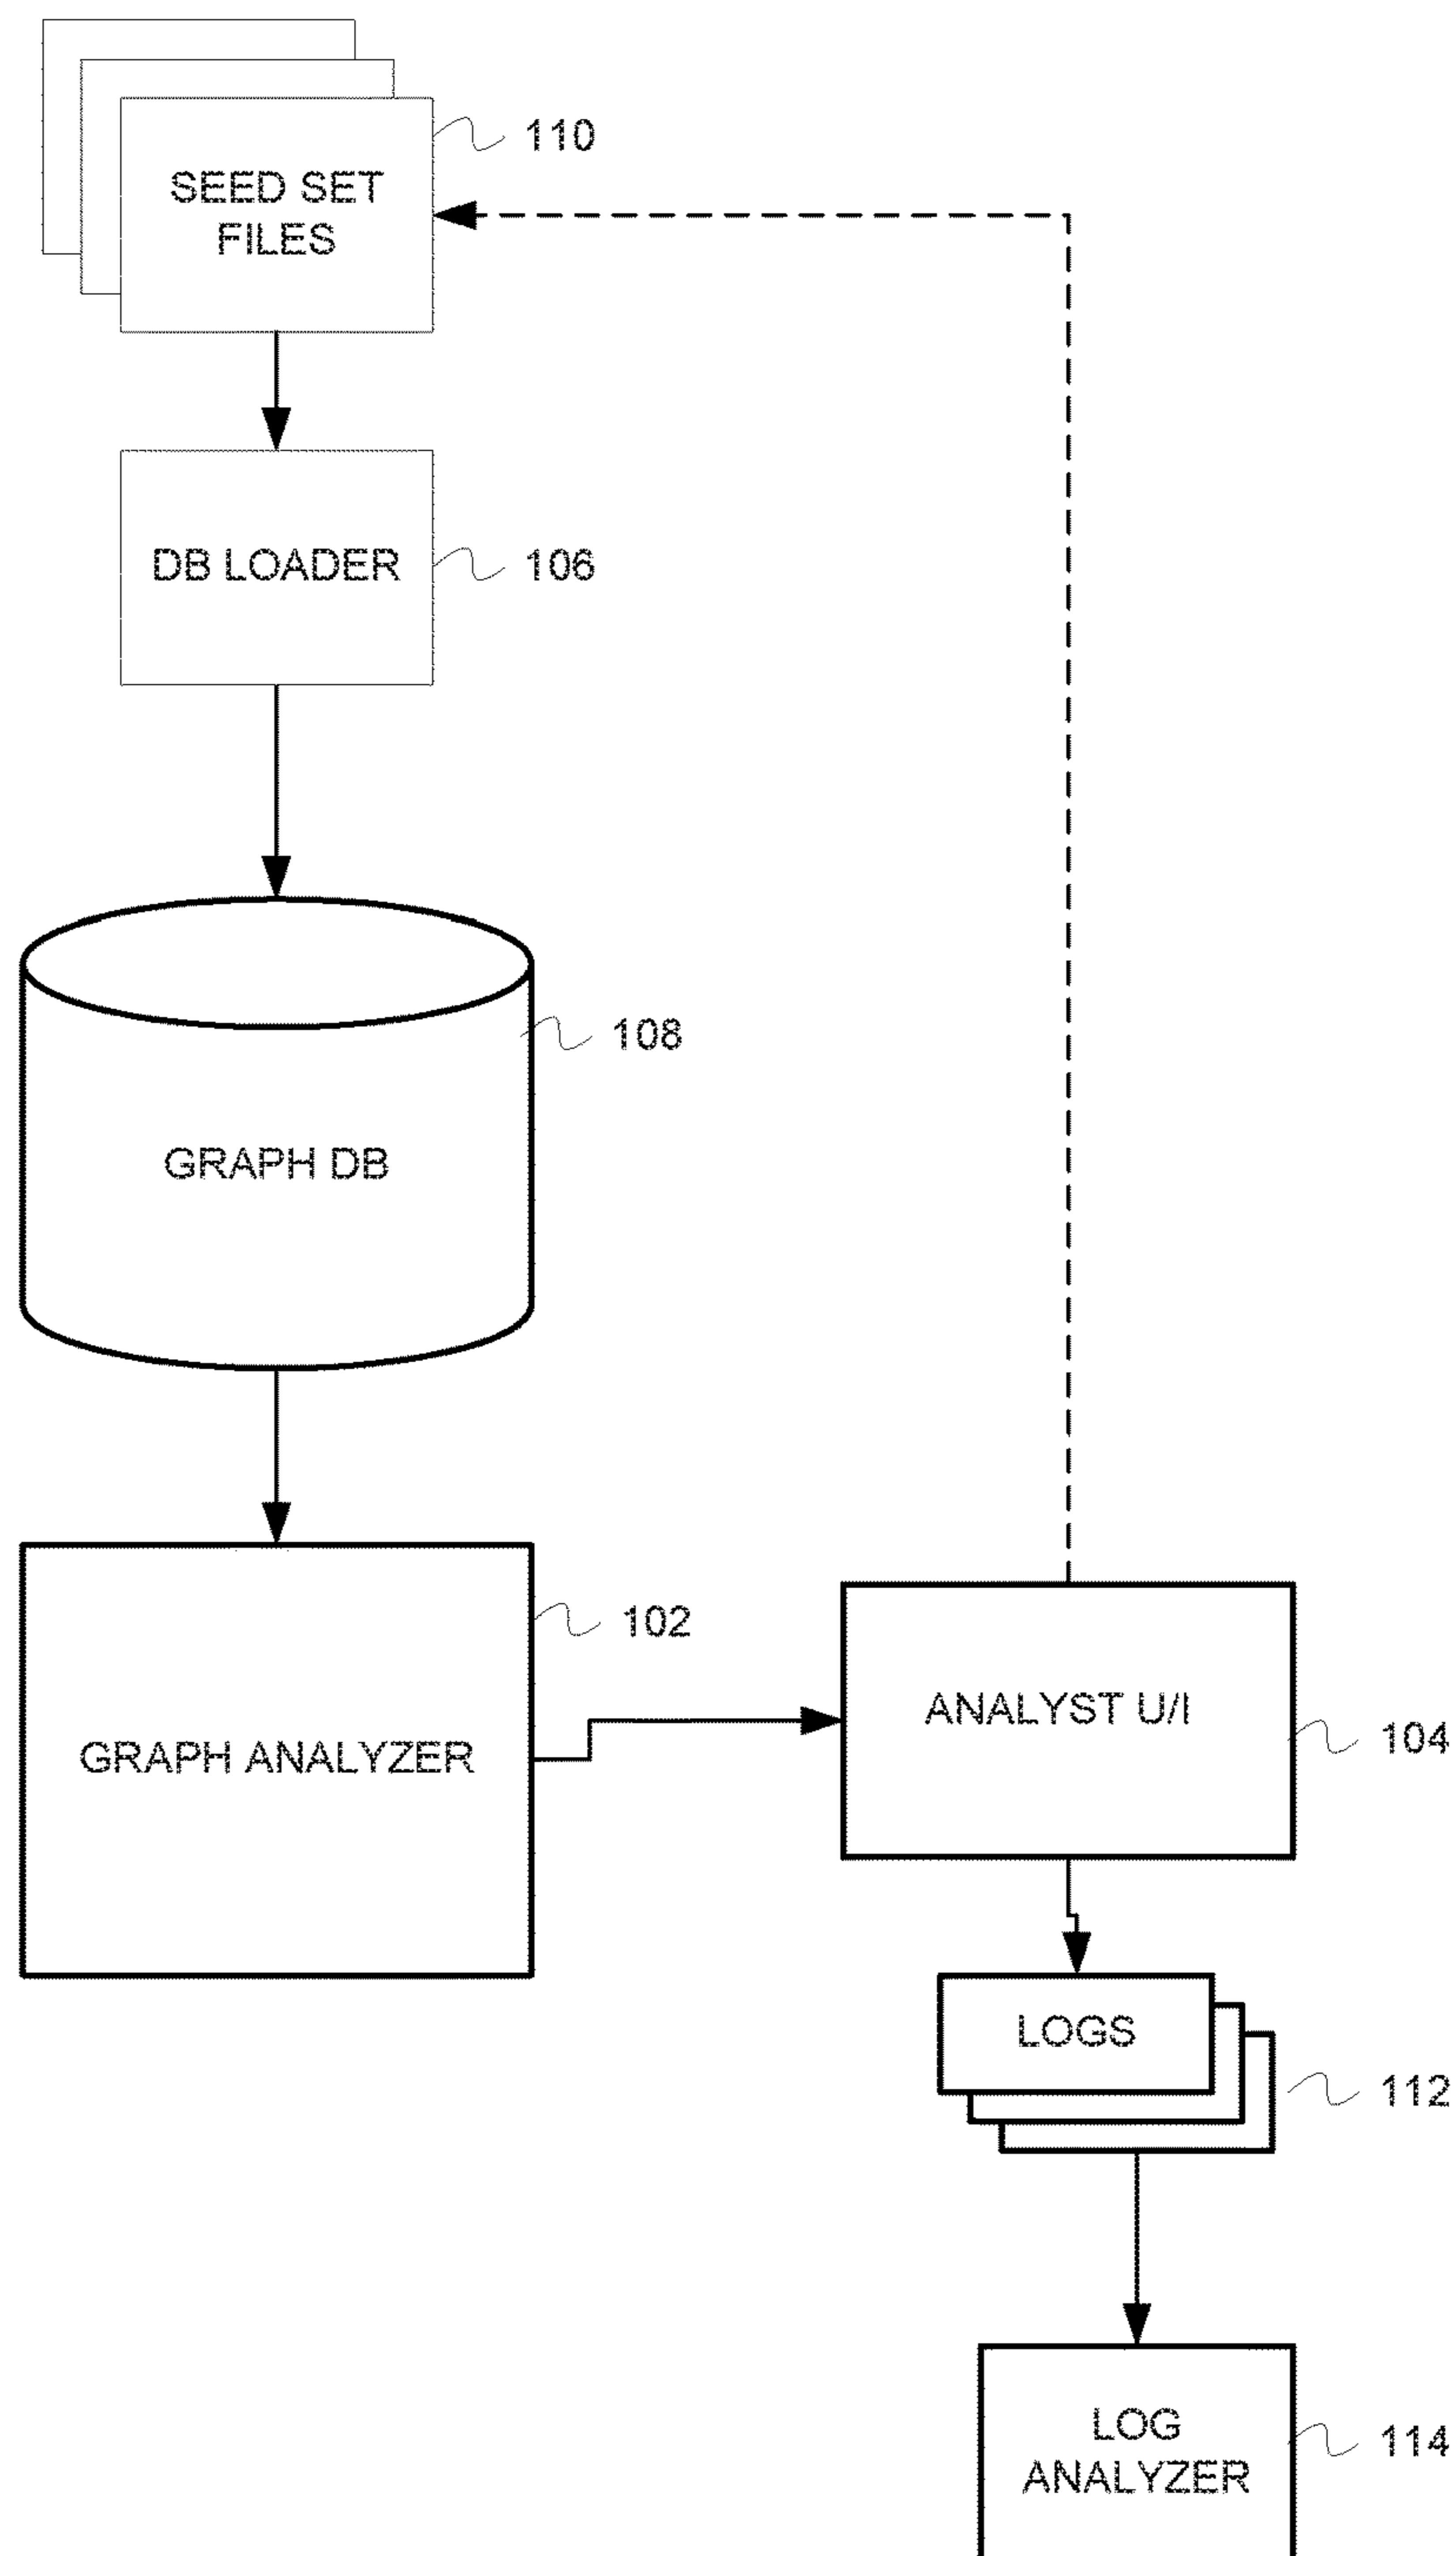 110
SEED SET
FILES
DB LOADER
106
108
GRAPH DB
102
GRAPH ANALYZER
ANALYST U/I
104
LOGS
112
LOG
ANALYZER
114